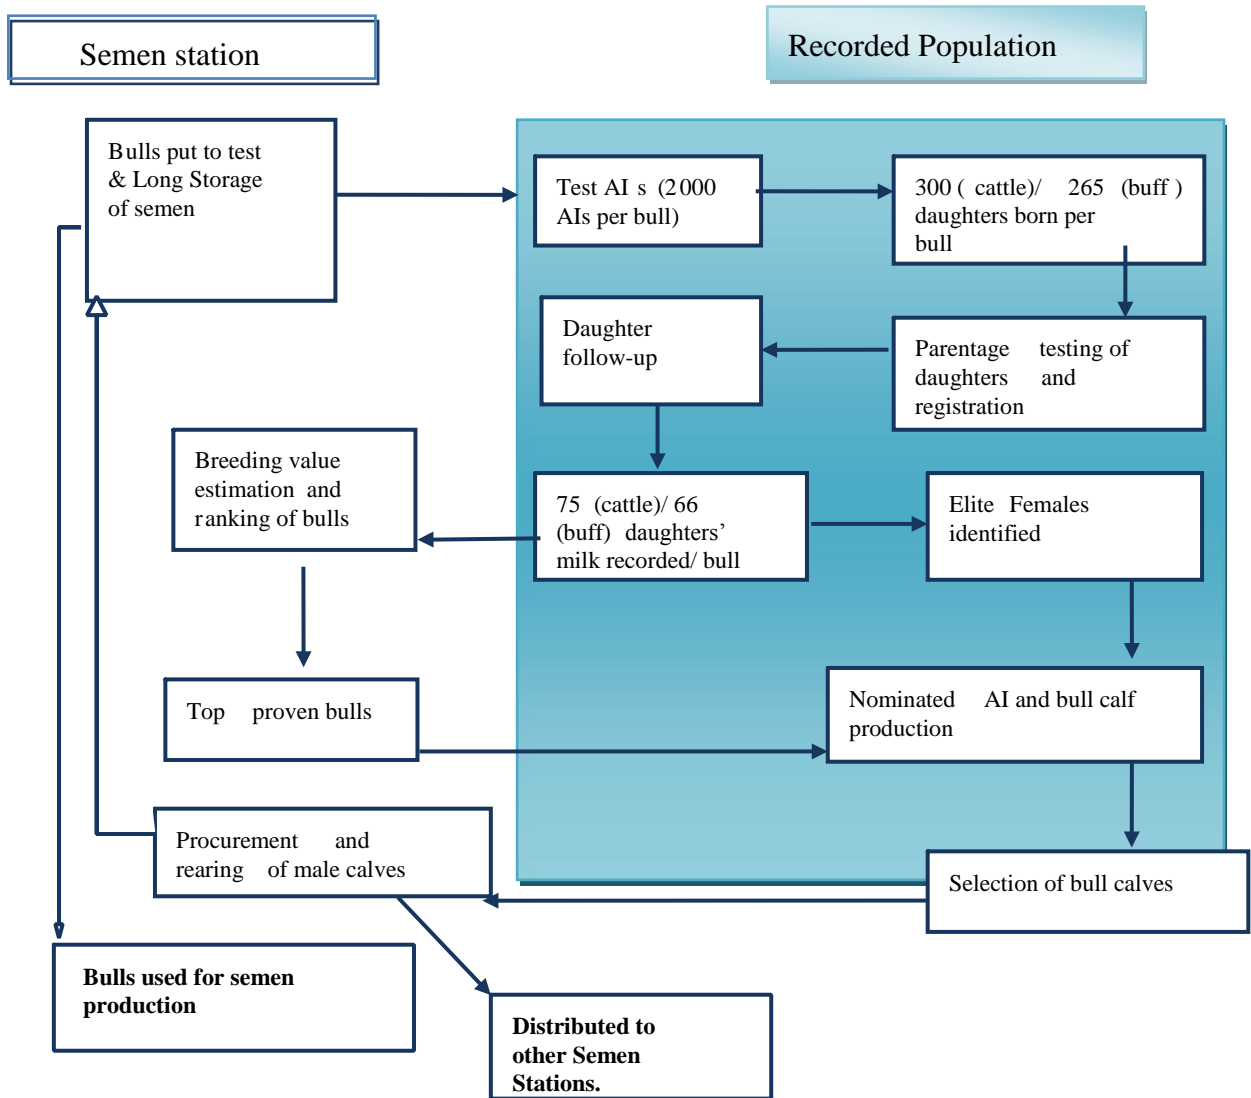 Semen station
Recorded Population
Bulls put to test
& Long Storage
of semen
Test AI s (2000
AIs per bull)
300 ( cattle)/ 265 (buff )
daughters born per
bull
Daughter
follow-up
Parentage testing of
daughters and
registration
Breeding value
estimation and
ranking of bulls
75 (cattle)/ 66
(buff) daughters’
milk recorded/ bull
Elite Females
identified
Top proven bulls
Nominated AI and bull calf
production
Procurement and
rearing of male calves
Selection of bull calves
Bulls used for semen
production
Distributed to
other Semen
Stations.